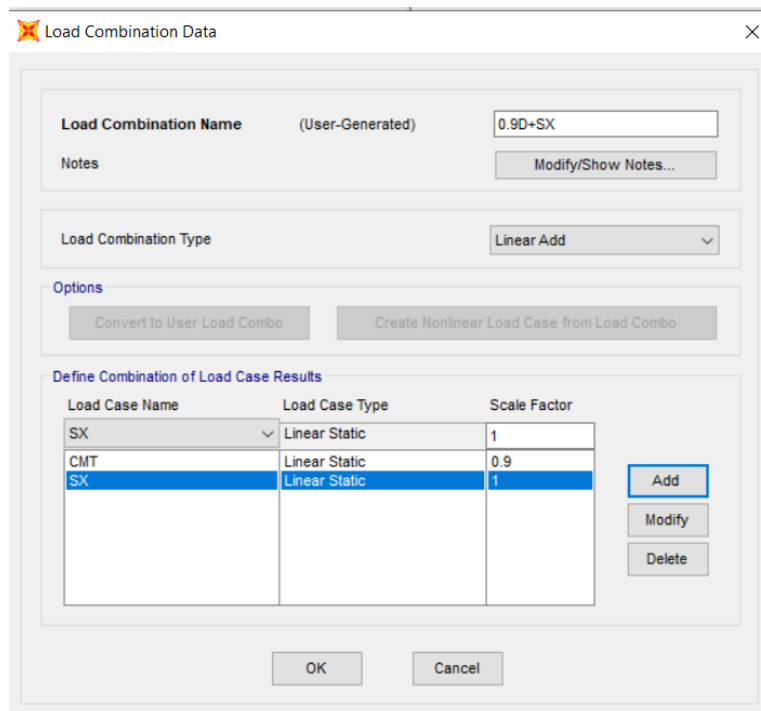 Load Combination Data
Load Combination Name (User-Generated) 0.9D+SX
Notes Modify/Show Notes...
Load Combination Type Linear Add
Options
Convert to User Load Combo Create Nonlinear Load Case from Load Combo
Define Combination of Load Case Results
Load Case Name Load Case Type Scale Factor
SX Linear Static 1
CMT Linear Static 0.9
SX Linear Static 1
Add
Modify
Delete
OK Cancel